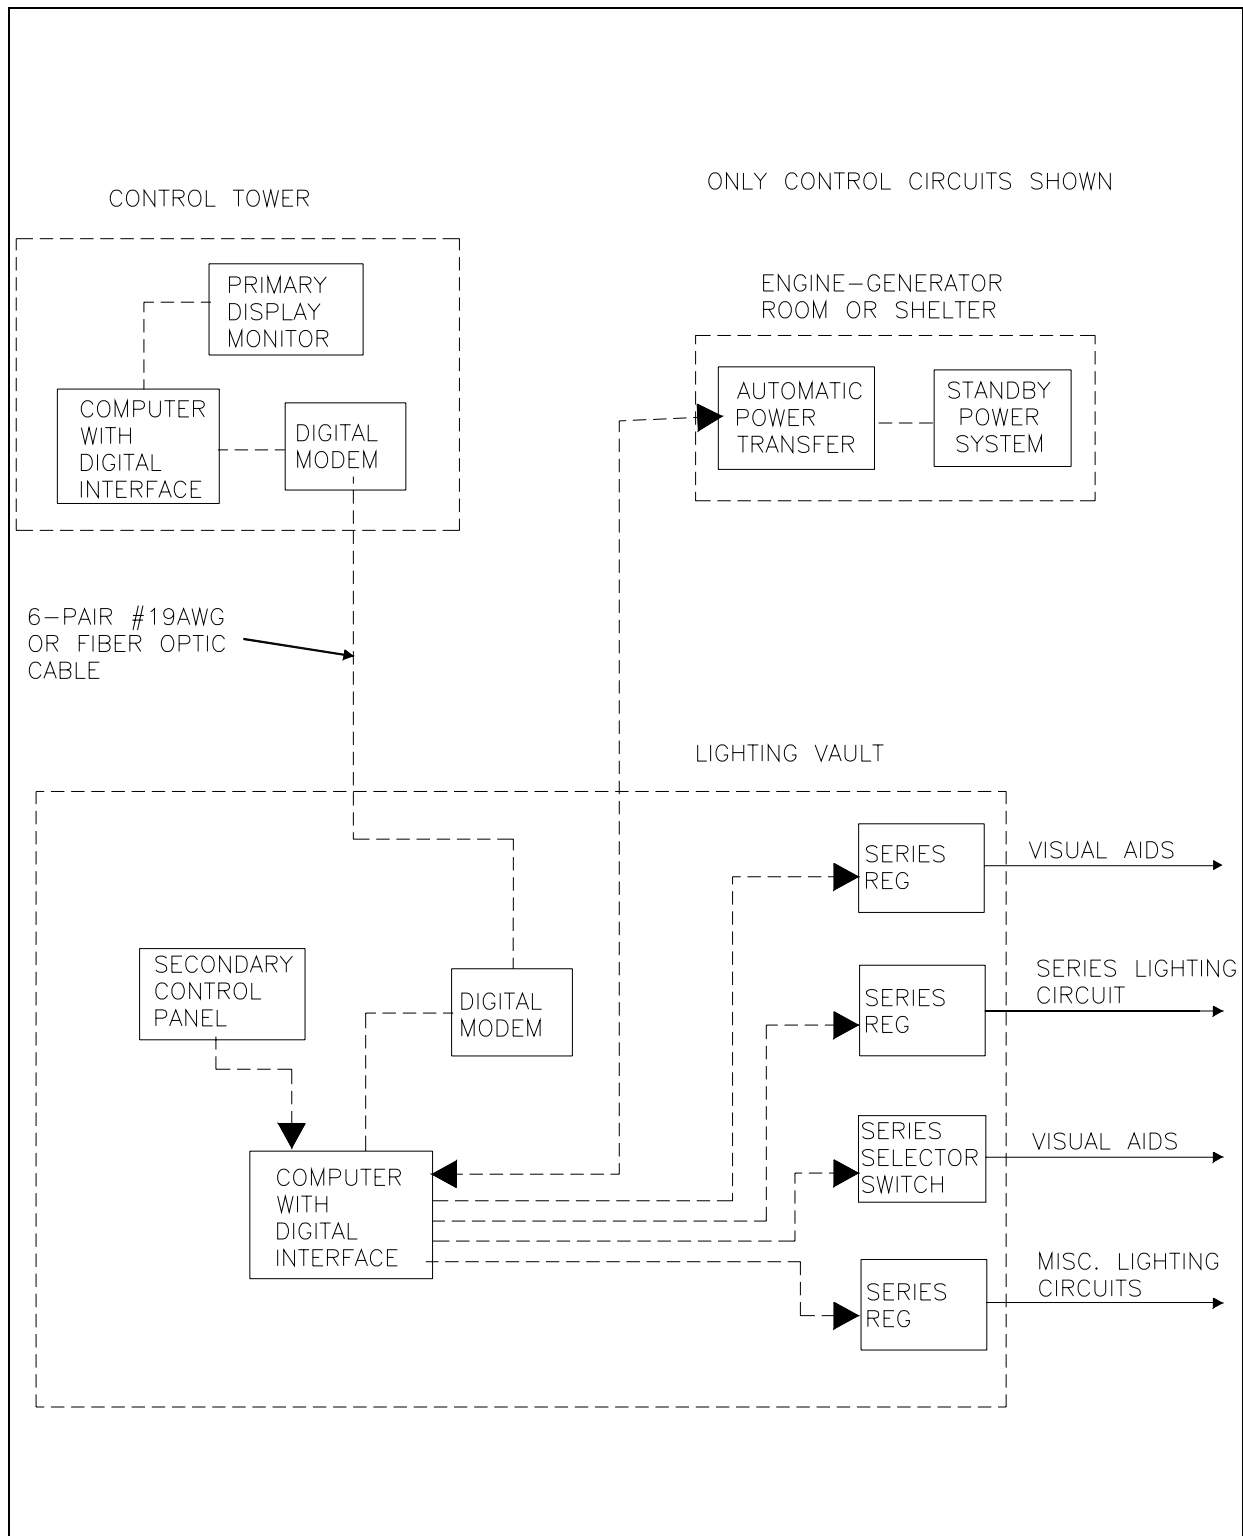 CONTROL TOWER
ONLY CONTROL CIRCUITS SHOWN
PRIMARY
DISPLAY
MONITOR
COMPUTER
WITH
DIGITAL
INTERFACE
DIGITAL
MODEM
ENGINE-GENERATOR
ROOM OR SHELTER
AUTOMATIC
POWER
TRANSFER
STANDBY
POWER
SYSTEM
6-PAIR #19AWG
OR FIBER OPTIC
CABLE
LIGHTING VAULT
SERIES
REG
VISUAL AIDS
SECONDARY
CONTROL
PANEL
DIGITAL
MODEM
SERIES
REG
SERIES LIGHTING
CIRCUIT
SERIES
SELECTOR
SWITCH
VISUAL AIDS
COMPUTER
WITH
DIGITAL
INTERFACE
SERIES
REG
MISC. LIGHTING
CIRCUITS